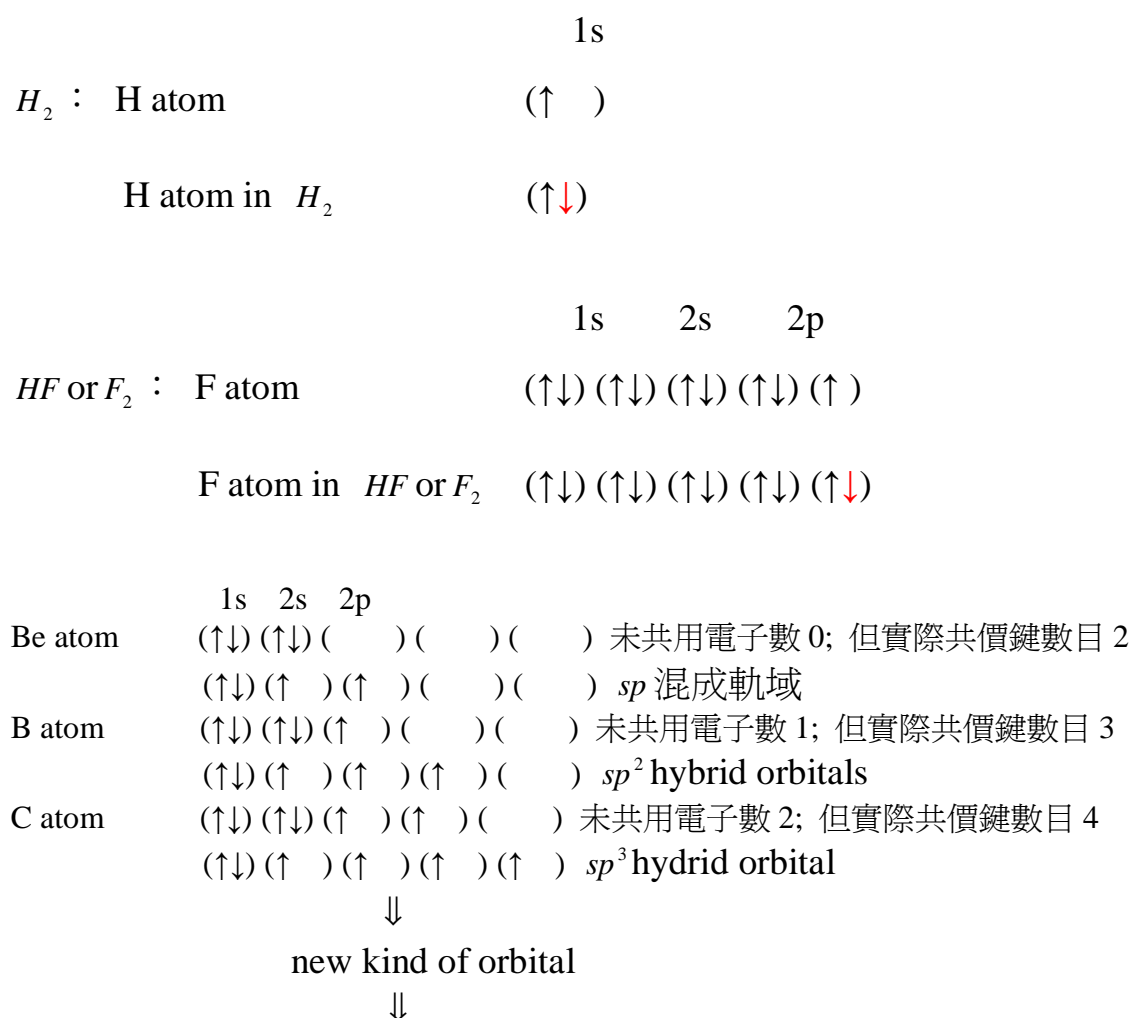 1s
H₂： H atom (↑ )
H atom in H₂ (↑↓)
1s 2s 2p
HF or F₂： F atom (↑↓) (↑↓) (↑↓) (↑↓) (↑ )
F atom in HF or F₂ (↑↓) (↑↓) (↑↓) (↑↓) (↑↓)
1s 2s 2p
Be atom (↑↓) (↑↓) ( ) ( ) ( ) 未共用電子數 0; 但實際共價鍵數目 2
(↑↓) (↑ ) (↑ ) ( ) ( ) sp 混成軌域
B atom (↑↓) (↑↓) (↑ ) ( ) ( ) 未共用電子數 1; 但實際共價鍵數目 3
(↑↓) (↑ ) (↑ ) (↑ ) ( ) sp² hybrid orbitals
C atom (↑↓) (↑↓) (↑ ) (↑ ) ( ) 未共用電子數 2; 但實際共價鍵數目 4
(↑↓) (↑ ) (↑ ) (↑ ) (↑ ) sp³ hydrid orbital
⇓
new kind of orbital
⇓